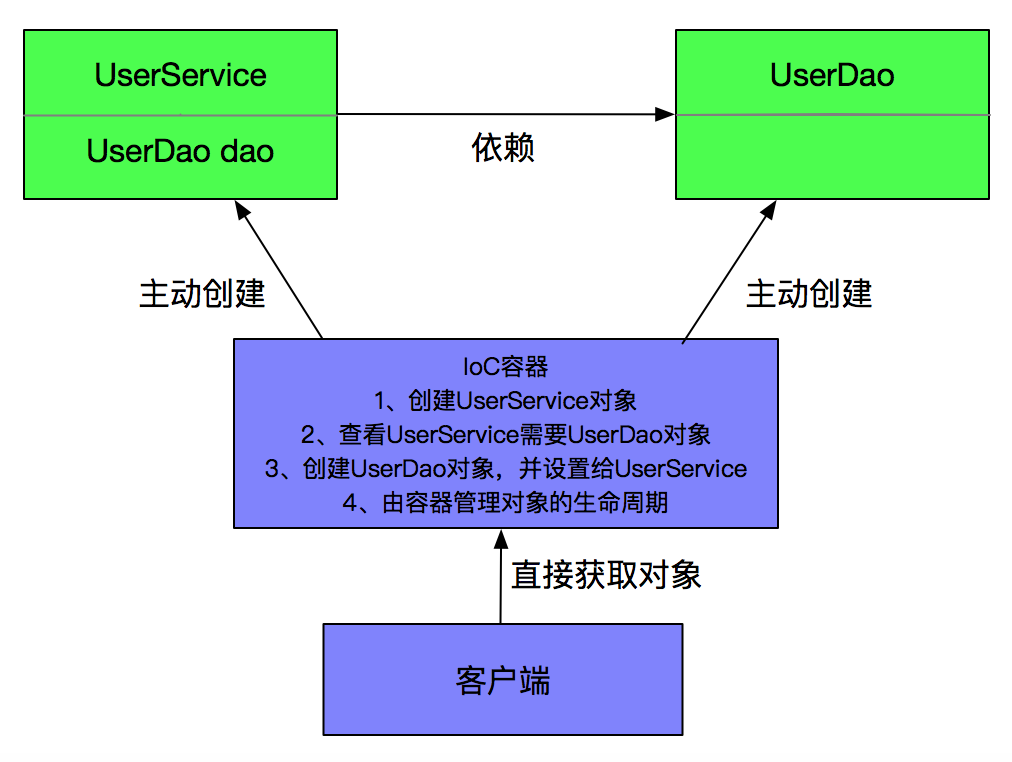 UserService
UserDao
UserDao dao
依赖
主动创建
主动创建
IoC容器
1、创建UserService对象
2、查看UserService需要UserDao对象
3、创建UserDao对象，并设置给UserService
4、由容器管理对象的生命周期
直接获取对象
客户端